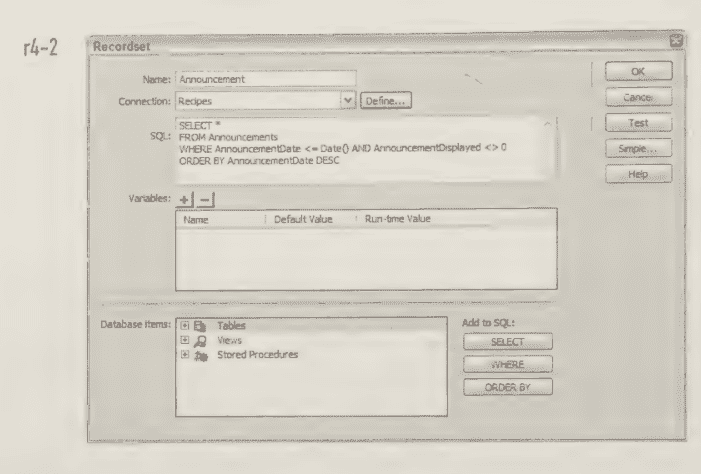 r4-2
Recordset
Name: Announcement
Connection: Recipes Define...
SQL: SELECT *
FROM Announcements
WHERE AnnouncementDate <= Date() AND AnnouncementDisplayed <> 0
ORDER BY AnnouncementDate DESC
Variables: + −
Name Default Value Run-time Value
Database Items: Tables
Views
Stored Procedures
Add to SQL:
SELECT
WHERE
ORDER BY
OK
Cancel
Test
Simple...
Help